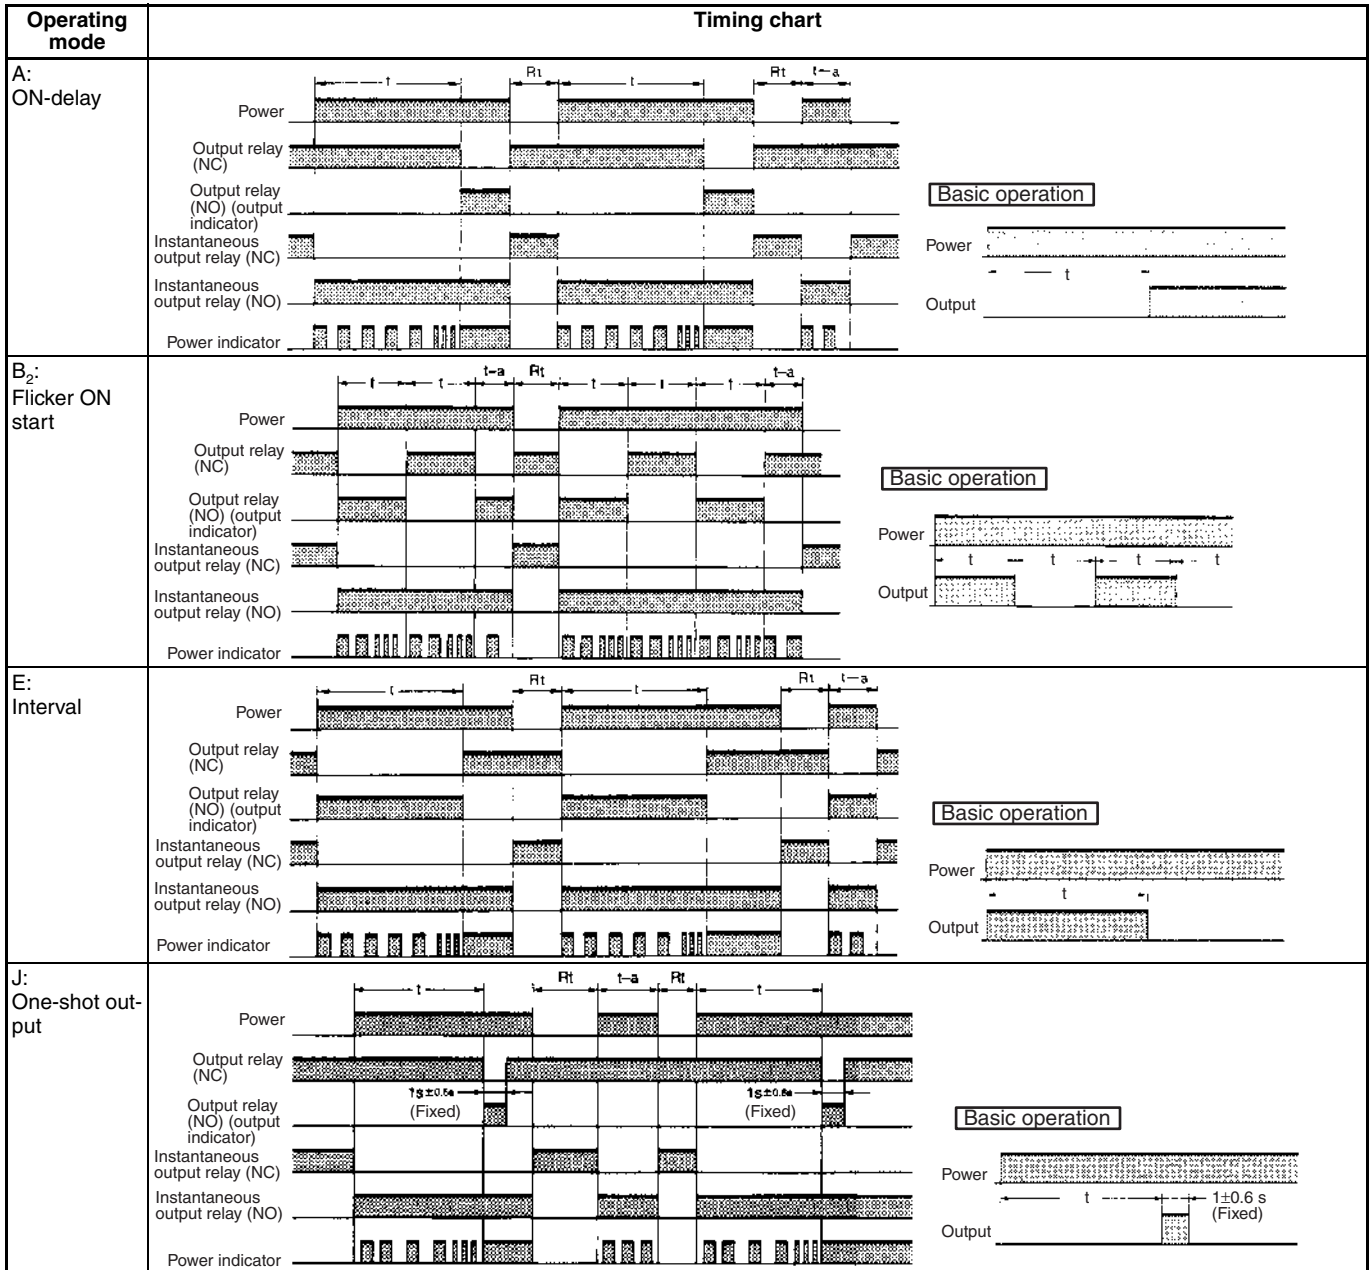 Operating
mode
Timing chart
A:
ON-delay
t
Rt
t
Rt
t–a
Power
Output relay
(NC)
Output relay
(NO) (output
indicator)
Instantaneous
output relay (NC)
Instantaneous
output relay (NO)
Power indicator
Basic operation
Power
t
Output
B2:
Flicker ON
start
t
t
t–a
Rt
t
t
t
t–a
Power
Output relay
(NC)
Output relay
(NO) (output
indicator)
Instantaneous
output relay (NC)
Instantaneous
output relay (NO)
Power indicator
Basic operation
Power
t
t
t
t
Output
E:
Interval
t
Rt
t
Rt
t–a
Power
Output relay
(NC)
Output relay
(NO) (output
indicator)
Instantaneous
output relay (NC)
Instantaneous
output relay (NO)
Power indicator
Basic operation
Power
t
Output
J:
One-shot out-
put
t
Rt
t–a
Rt
t
Power
Output relay
(NC)
(Fixed)
(Fixed)
Output relay
(NO) (output
indicator)
Instantaneous
output relay (NC)
Instantaneous
output relay (NO)
Power indicator
Basic operation
Power
t
1±0.6 s
(Fixed)
Output